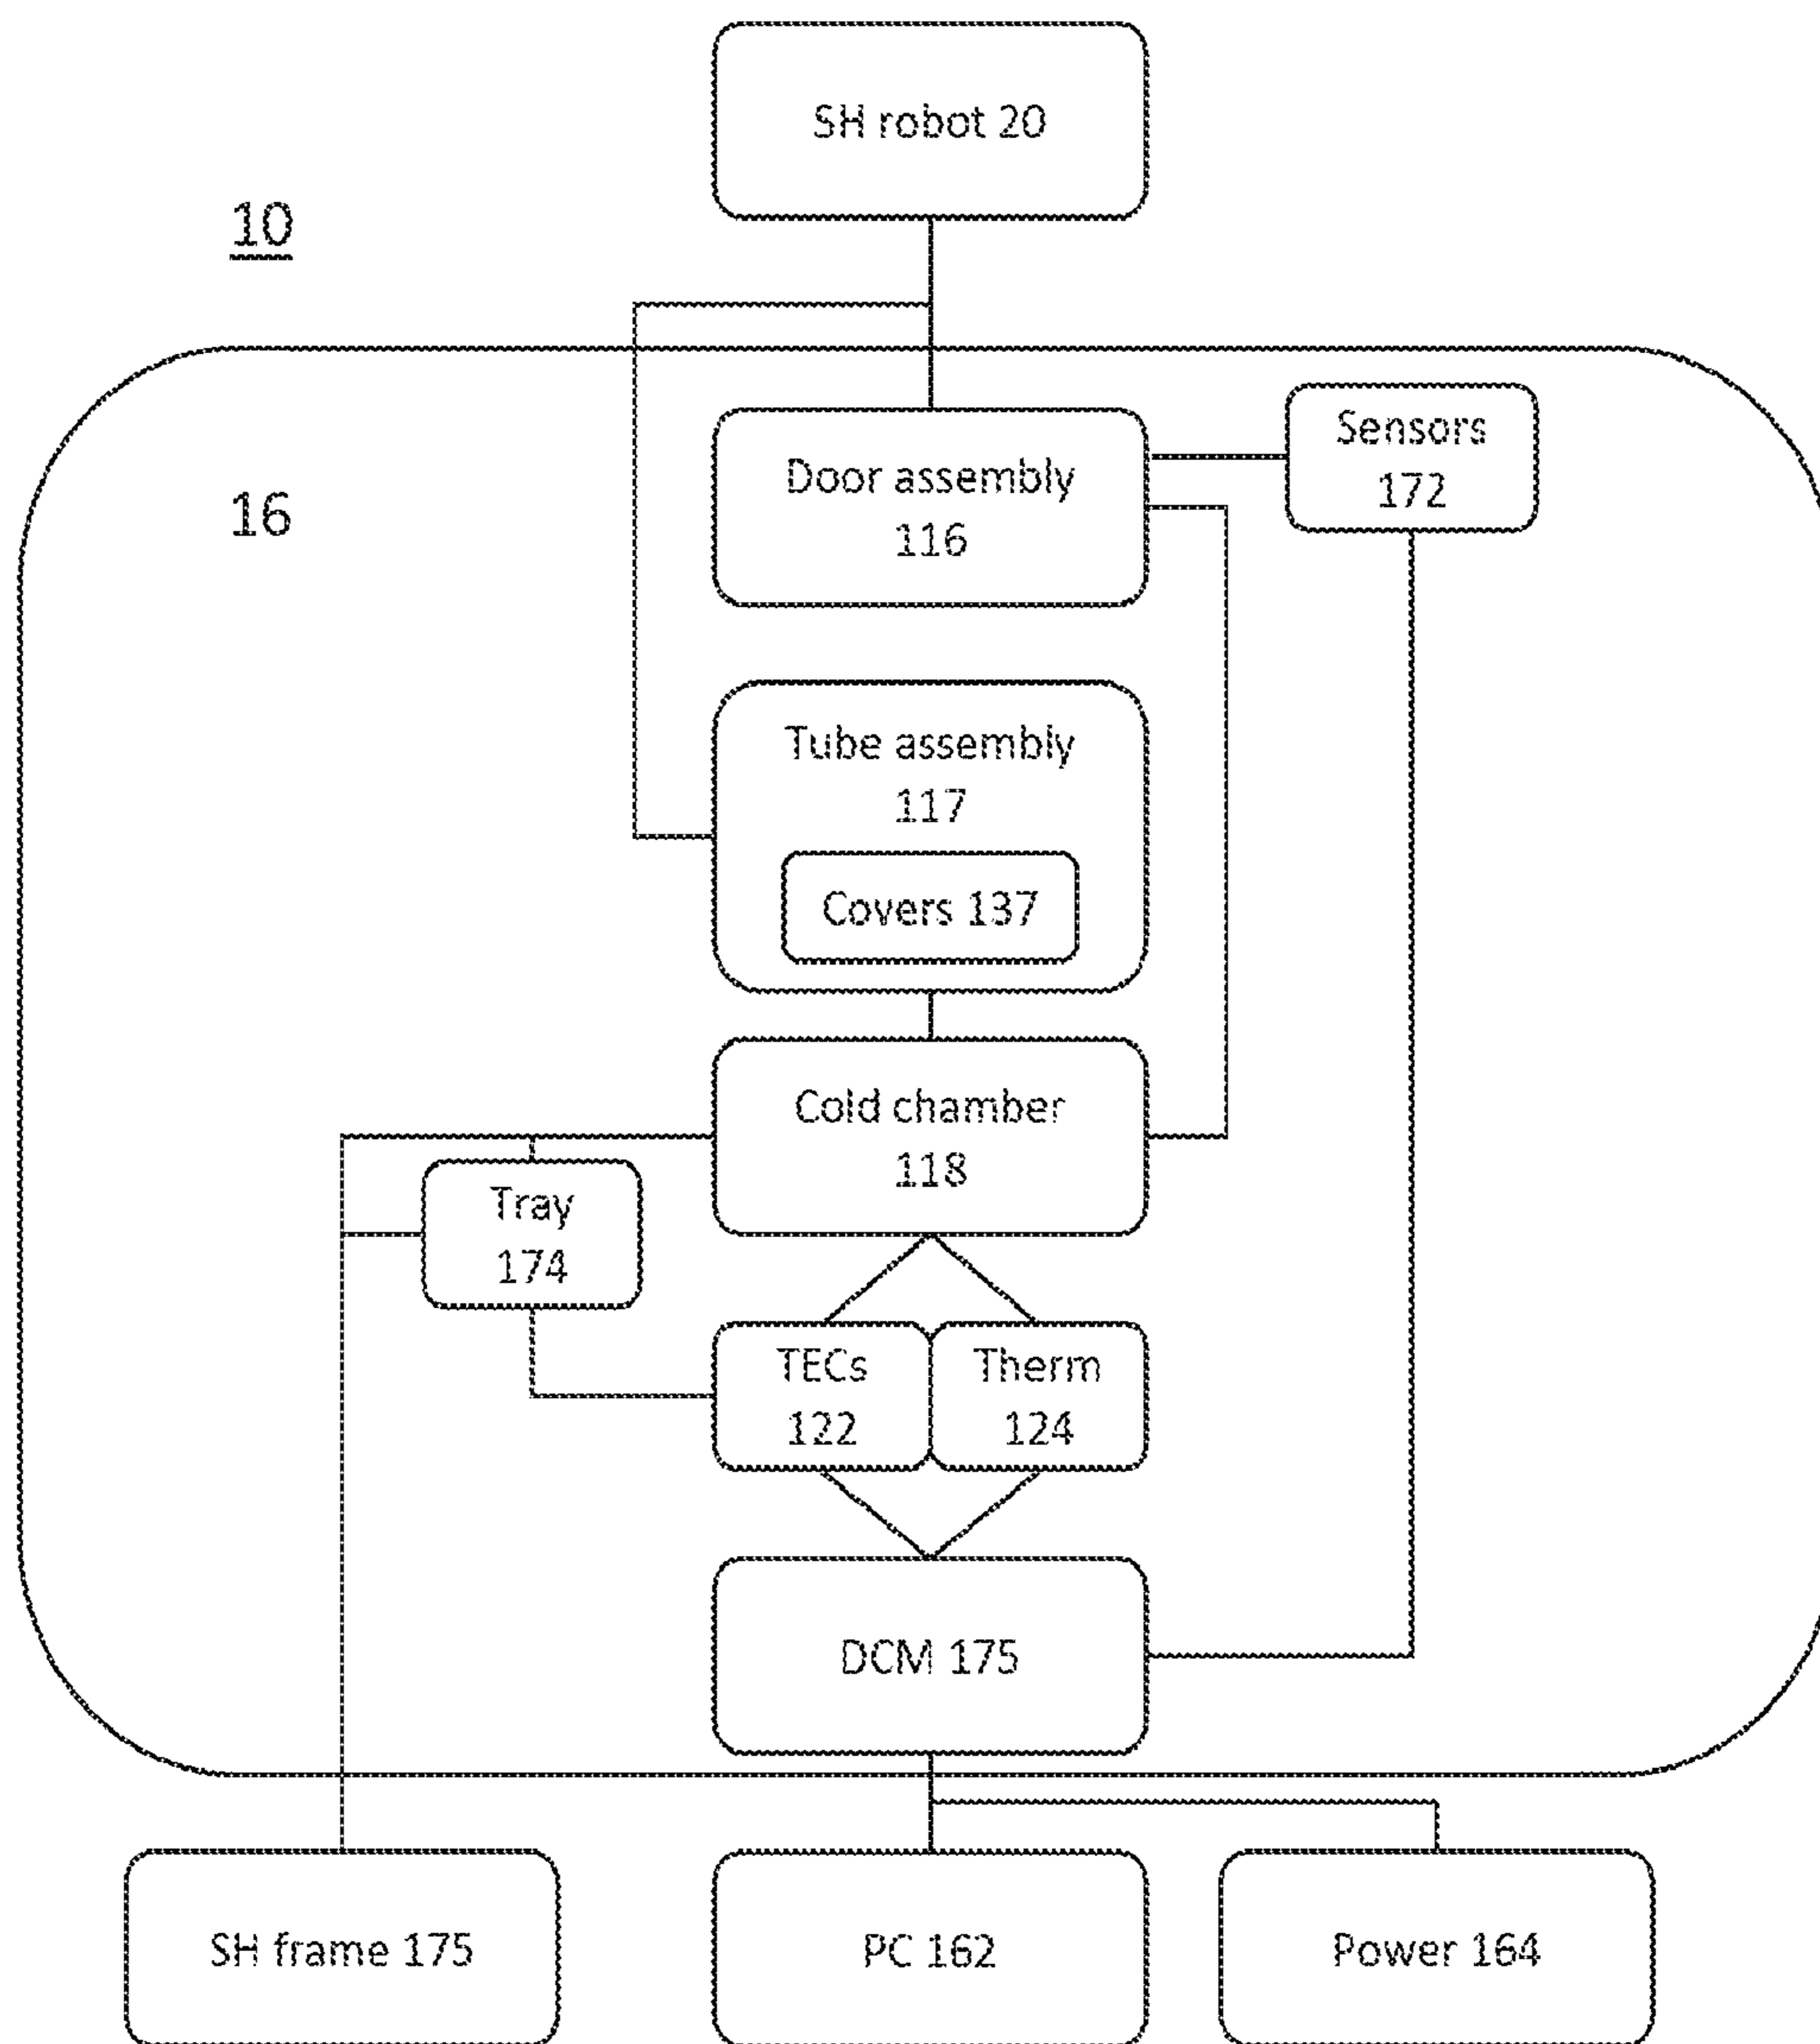 SH robot 20
10
Sensors
172
Door assembly
116
16
Tube assembly
117
Covers 137
Cold chamber
118
Tray
174
TECs
122
Therm
124
DCM 175
SH frame 175
PC 162
Power 164